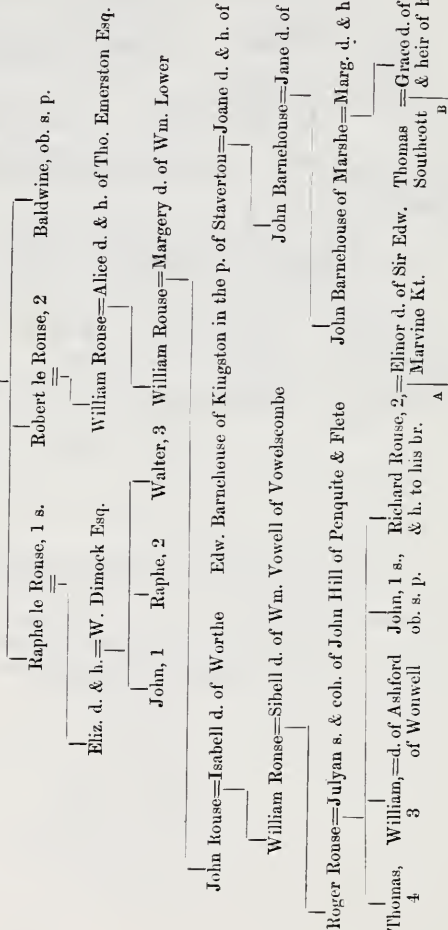 Raphe le Rouse, 1 s. Robert le Rouse, 2 Baldwine, ob. s. p.
Eliz. d. & h.=W. Dimock Esq. William Rouse=Alice d. & h. of Tho. Emerston Esq.
John, 1 Raphe, 2 Walter, 3 William Rouse=Margery d. of Wm. Lower
John Rouse=Isabell d. of Worthe Edw. Barnehouse of Kingston in the p. of Staverton=Joane d. & h. of
William Rouse=Sibell d. of Wm. Vowell of Vowelscombe John Barnehouse=Jane d. of
Roger Rouse=Julyan s. & coh. of John Hill of Penquite & Flete John Barnehouse of Marshe=Marg. d. & h
Thomas, William,=d. of Ashford John, 1 s., Richard Rouse, 2,=Elinor d. of Sir Edw. Thomas =Grace d. of
4 3 of Wonwell ob. s. p. & h. to his br. Marvine Kt. Southcott & heir of h
A B